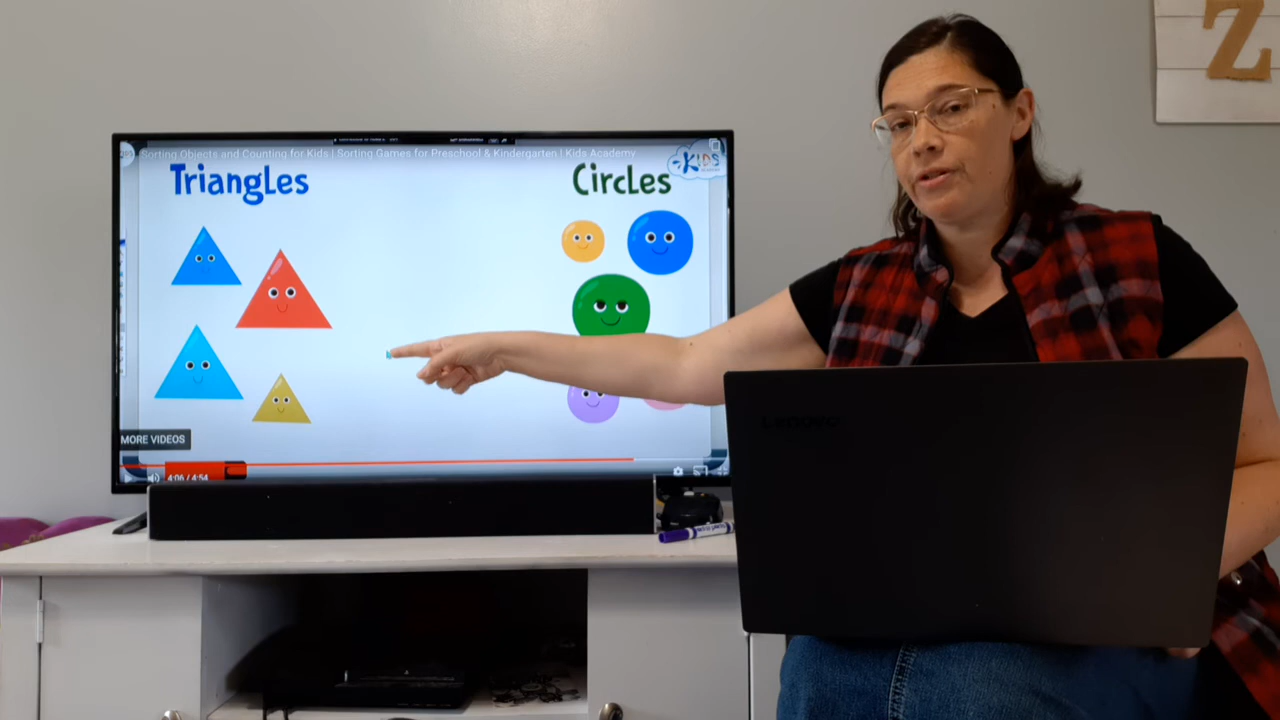 Sorting Objects and Counting for Kids | Sorting Games for Preschool & Kindergarten | Kids Academy
KIDS
Triangles
Circles
MORE VIDEOS
4:06 / 4:54
Lenovo
Z